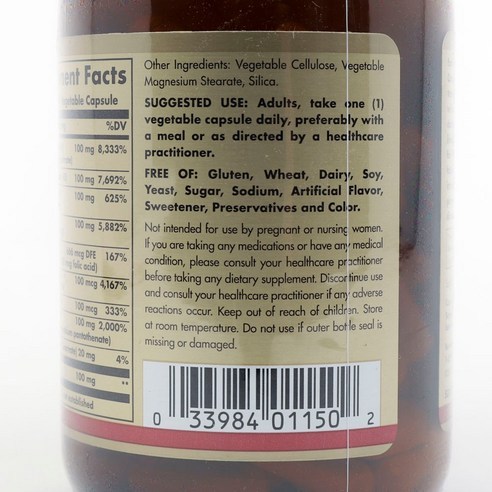 ent Facts
egetable Capsule
%DV
100 mg 8,333%
100 mg 7,692%
100 mg 625%
100 mg 5,882%
mcg DFE 167%
folic acid)
100 mcg 4,167%
100 mcg 333%
100 mg 2,000%
pantothenate)
20 mg 4%
100 mg **
established
Other Ingredients: Vegetable Cellulose, Vegetable
Magnesium Stearate, Silica.
SUGGESTED USE: Adults, take one (1)
vegetable capsule daily, preferably with
a meal or as directed by a healthcare
practitioner.
FREE OF: Gluten, Wheat, Dairy, Soy,
Yeast, Sugar, Sodium, Artificial Flavor,
Sweetener, Preservatives and Color.
Not intended for use by pregnant or nursing women.
If you are taking any medications or have any medical
condition, please consult your healthcare practitioner
before taking any dietary supplement. Discontinue use
and consult your healthcare practitioner if any adverse
reactions occur. Keep out of reach of children. Store
at room temperature. Do not use if outer bottle seal is
missing or damaged.
0 33984 01150 2